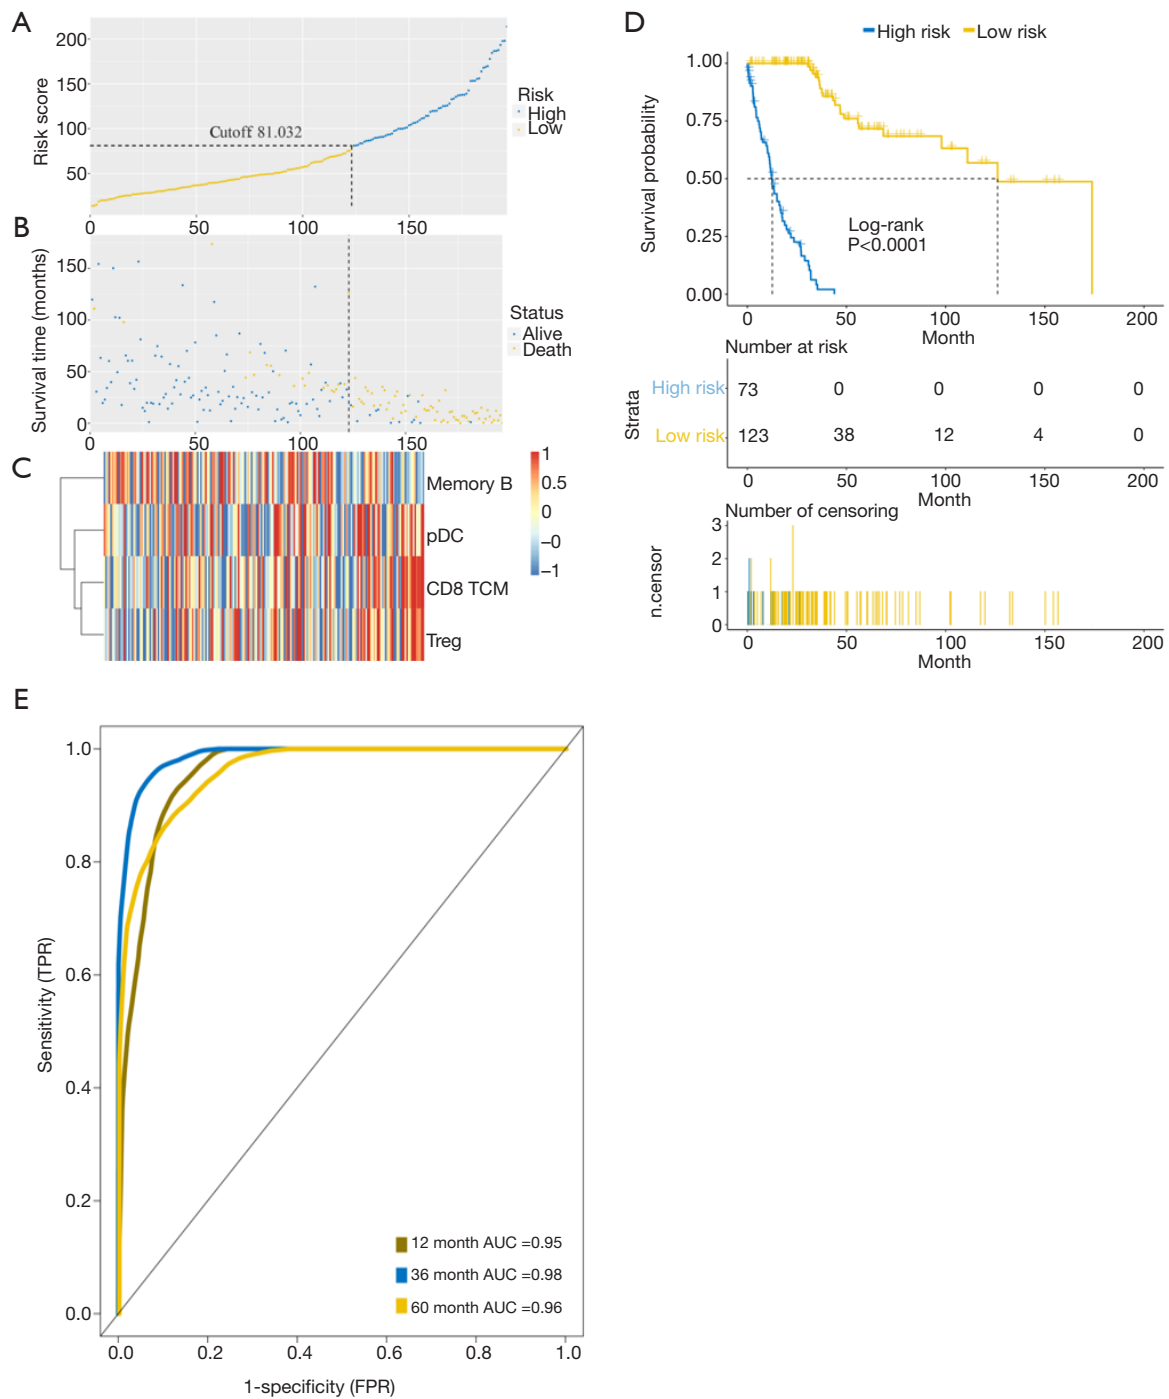 A
Risk score
200
150
100
50
Cutoff 81.032
0 50 100 150
Risk
High
Low
B
Survival time (months)
150
100
50
0
0 50 100 150
Status
Alive
Death
C
Memory B
pDC
CD8 TCM
Treg
1
0.5
0
−0
−1
D
High risk Low risk
Survival probability
1.00
0.75
0.50
0.25
0.00
Log-rank
P<0.0001
0 50 100 150 200
Month
Number at risk
Strata
High risk 73 0 0 0 0
Low risk 123 38 12 4 0
0 50 100 150 200
Month
Number of censoring
n.censor
3
2
1
0
0 50 100 150 200
Month
E
Sensitivity (TPR)
1.0
0.8
0.6
0.4
0.2
0.0
12 month AUC =0.95
36 month AUC =0.98
60 month AUC =0.96
0.0 0.2 0.4 0.6 0.8 1.0
1-specificity (FPR)